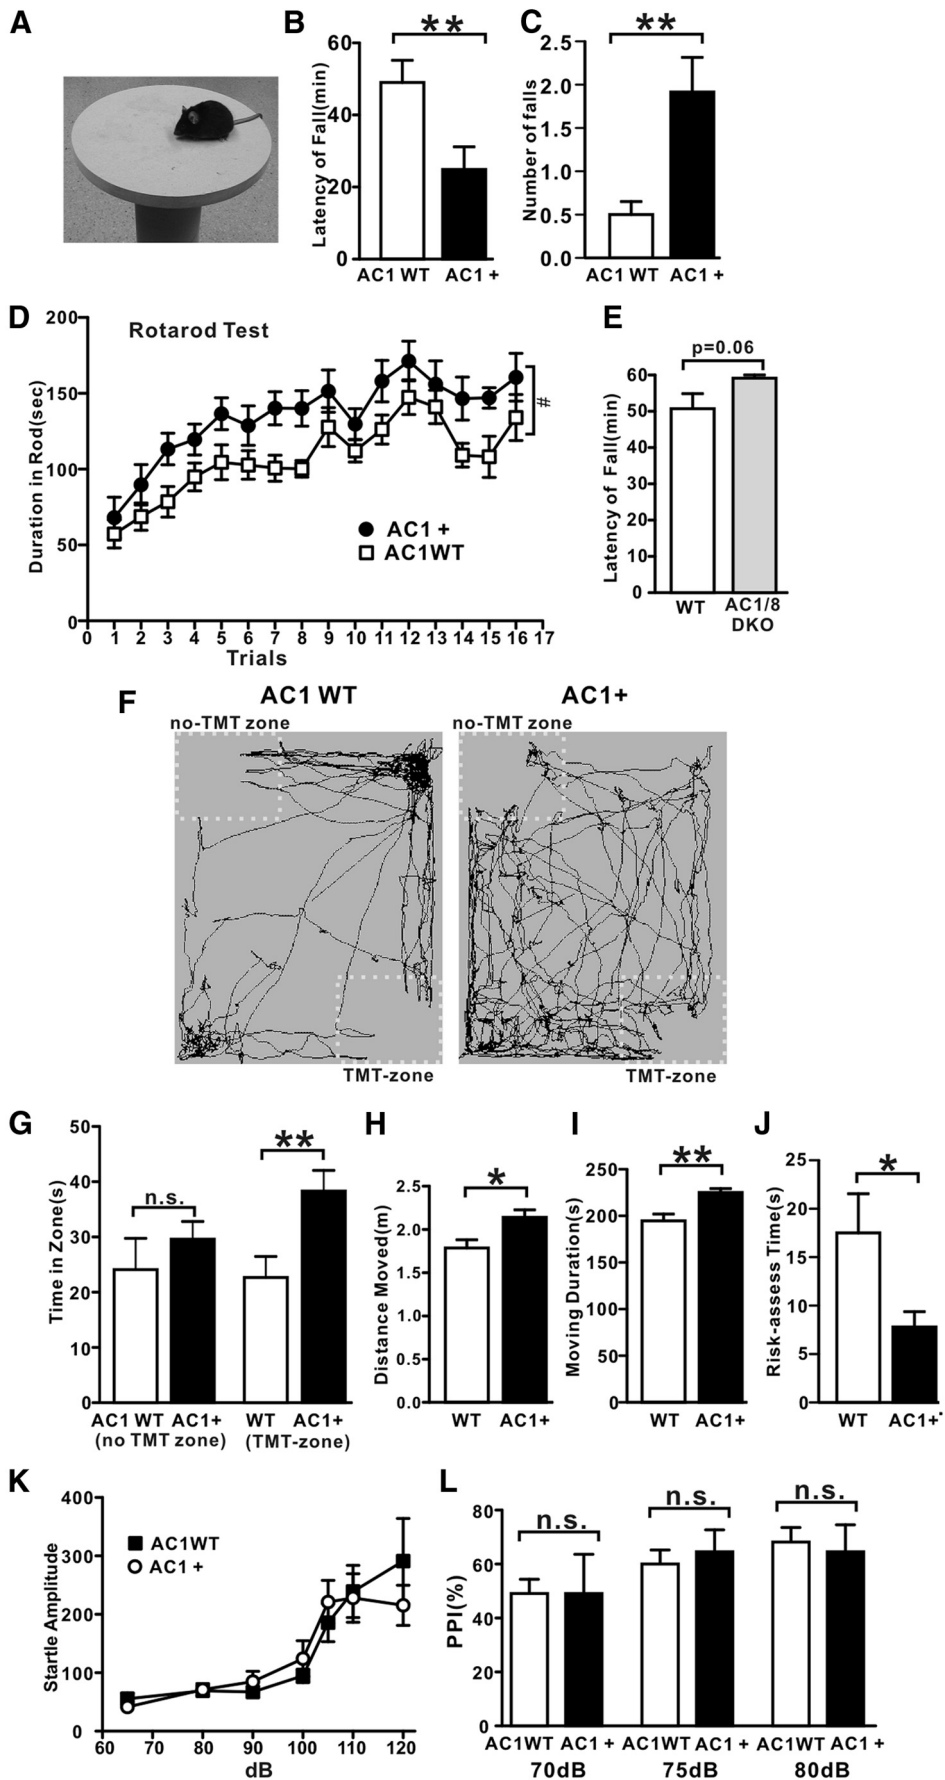 A
B
**
Latency of Fall(min)
60
40
20
0
AC1 WT AC1 +
C
**
Number of falls
2.5
2.0
1.5
1.0
0.5
0.0
AC1 WT AC1 +
D
Rotarod Test
Duration in Rod(sec)
200
150
100
50
0
#
AC1 +
AC1WT
0 1 2 3 4 5 6 7 8 9 10 11 12 13 14 15 16 17
Trials
E
p=0.06
Latency of Fall(min)
60
50
40
30
20
10
0
WT AC1/8
DKO
F
AC1 WT
no-TMT zone
TMT-zone
AC1+
no-TMT zone
TMT-zone
G
Time in Zone(s)
50
40
30
20
10
0
n.s.
**
AC1 WT AC1+ WT AC1+
(no TMT zone) (TMT-zone)
H
*
Distance Moved(m)
2.5
2.0
1.5
1.0
0.5
0.0
WT AC1+
I
**
Moving Duration(s)
250
200
150
100
50
0
WT AC1+
J
*
Risk-assess Time(s)
25
20
15
10
5
0
WT AC1+
K
Startle Amplitude
400
300
200
100
0
AC1WT
AC1 +
60 70 80 90 100 110 120
dB
L
PPI(%)
80
60
40
20
0
n.s.
n.s.
n.s.
AC1WT AC1 + AC1WT AC1 + AC1WT AC1 +
70dB 75dB 80dB